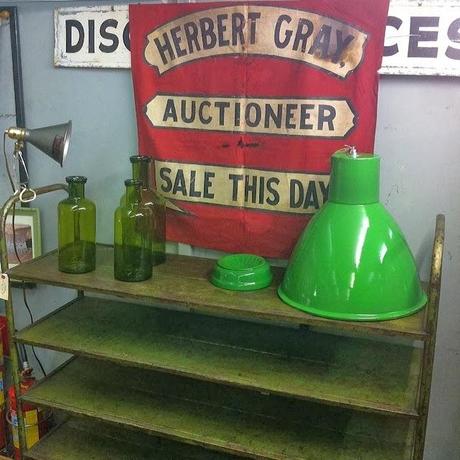 DISC
CES
HERBERT GRAY,
AUCTIONEER
SALE THIS DAY